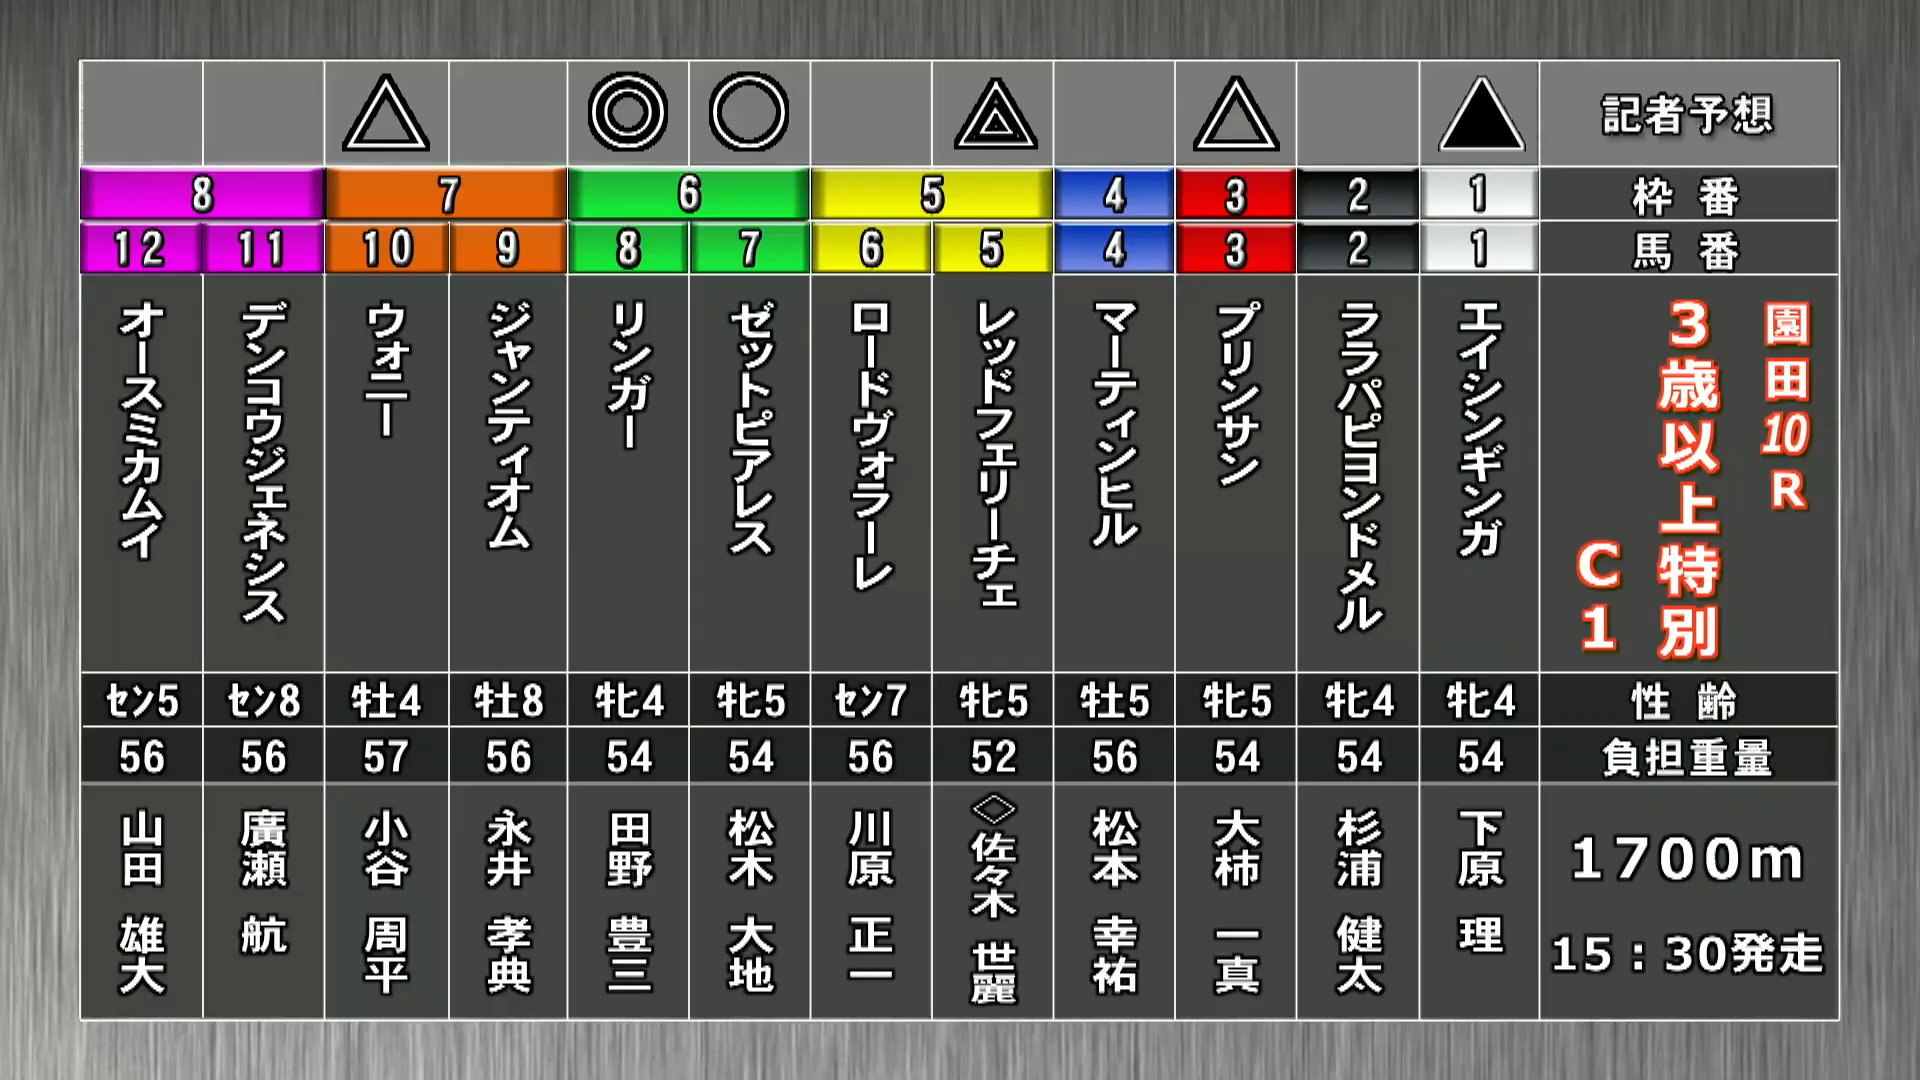 記者予想
▲ △ ▲ ○ ◎ △
枠番
1 2 3 4 5 6 7 8
馬番
1 2 3 4 5 6 7 8 9 10 11 12
園田10R
3歳以上特別
C1
エイシンギンガ
ララパピヨンドメル
プリンサン
マーティンヒル
レッドフェリーチェ
ロードヴォラーレ
ゼットピアレス
リンガー
ジャンティオム
ウォニー
デンコウジェネシス
オースミカムイ
性齢
牝4 牝4 牝5 牡5 牝5 セン7 牝5 牝4 牡8 牡4 セン8 セン5
負担重量
54 54 54 56 52 56 54 54 56 57 56 56
1700m
15:30発走
下原 理
杉浦 健太
大柿 一真
松本 幸祐
◇佐々木 世麗
川原 正一
松木 大地
田野 豊三
永井 孝典
小谷 周平
廣瀬 航
山田 雄大